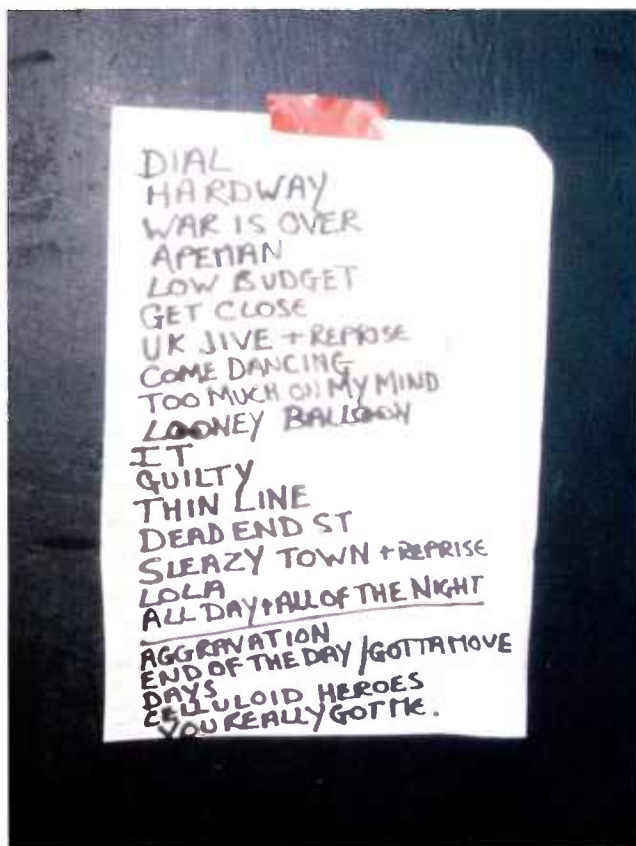 DIAL
HARDWAY
WAR IS OVER
APEMAN
LOW BUDGET
GET CLOSE
UK JIVE + REPRISE
COME DANCING
TOO MUCH ON MY MIND
LOONEY BALLOON
IT
GUILTY
THIN LINE
DEAD END ST
SLEAZY TOWN + REPRISE
LOLA
ALL DAY + ALL OF THE NIGHT
AGGRAVATION
END OF THE DAY / GOTTA MOVE
DAYS
CELLULOID HEROES
YOU REALLY GOT ME.